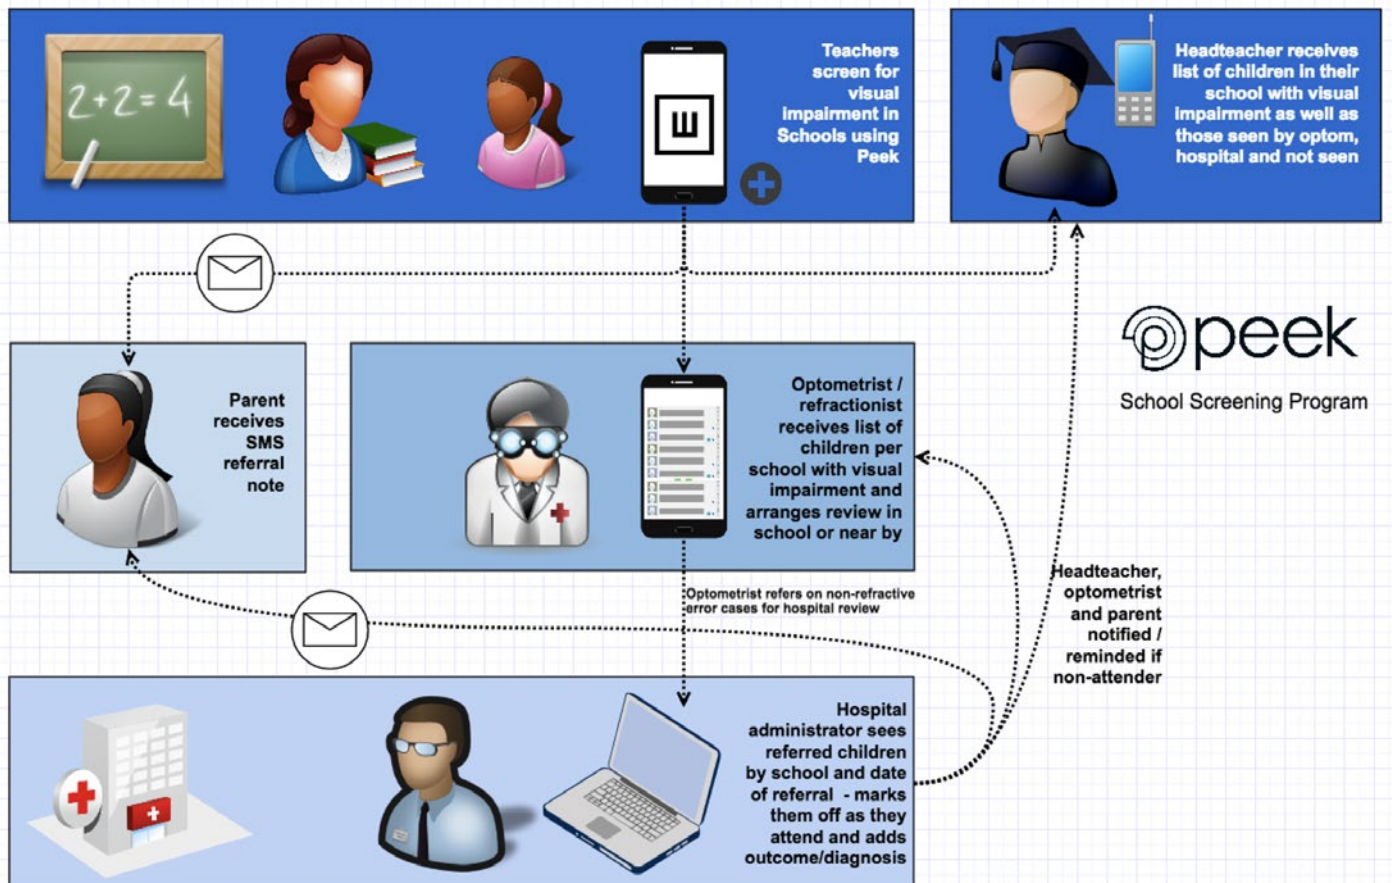 2+2=4
Teachers
screen for
visual
impairment in
Schools using
Peek
Headteacher receives
list of children in their
school with visual
impairment as well as
those seen by optom,
hospital and not seen
peek
School Screening Program
Parent
receives
SMS
referral
note
Optometrist /
refractionist
receives list of
children per
school with visual
impairment and
arranges review in
school or near by
Optometrist refers on non-refractive
error cases for hospital review
Headteacher,
optometrist
and parent
notified /
reminded if
non-attender
Hospital
administrator sees
referred children
by school and date
of referral - marks
them off as they
attend and adds
outcome/diagnosis